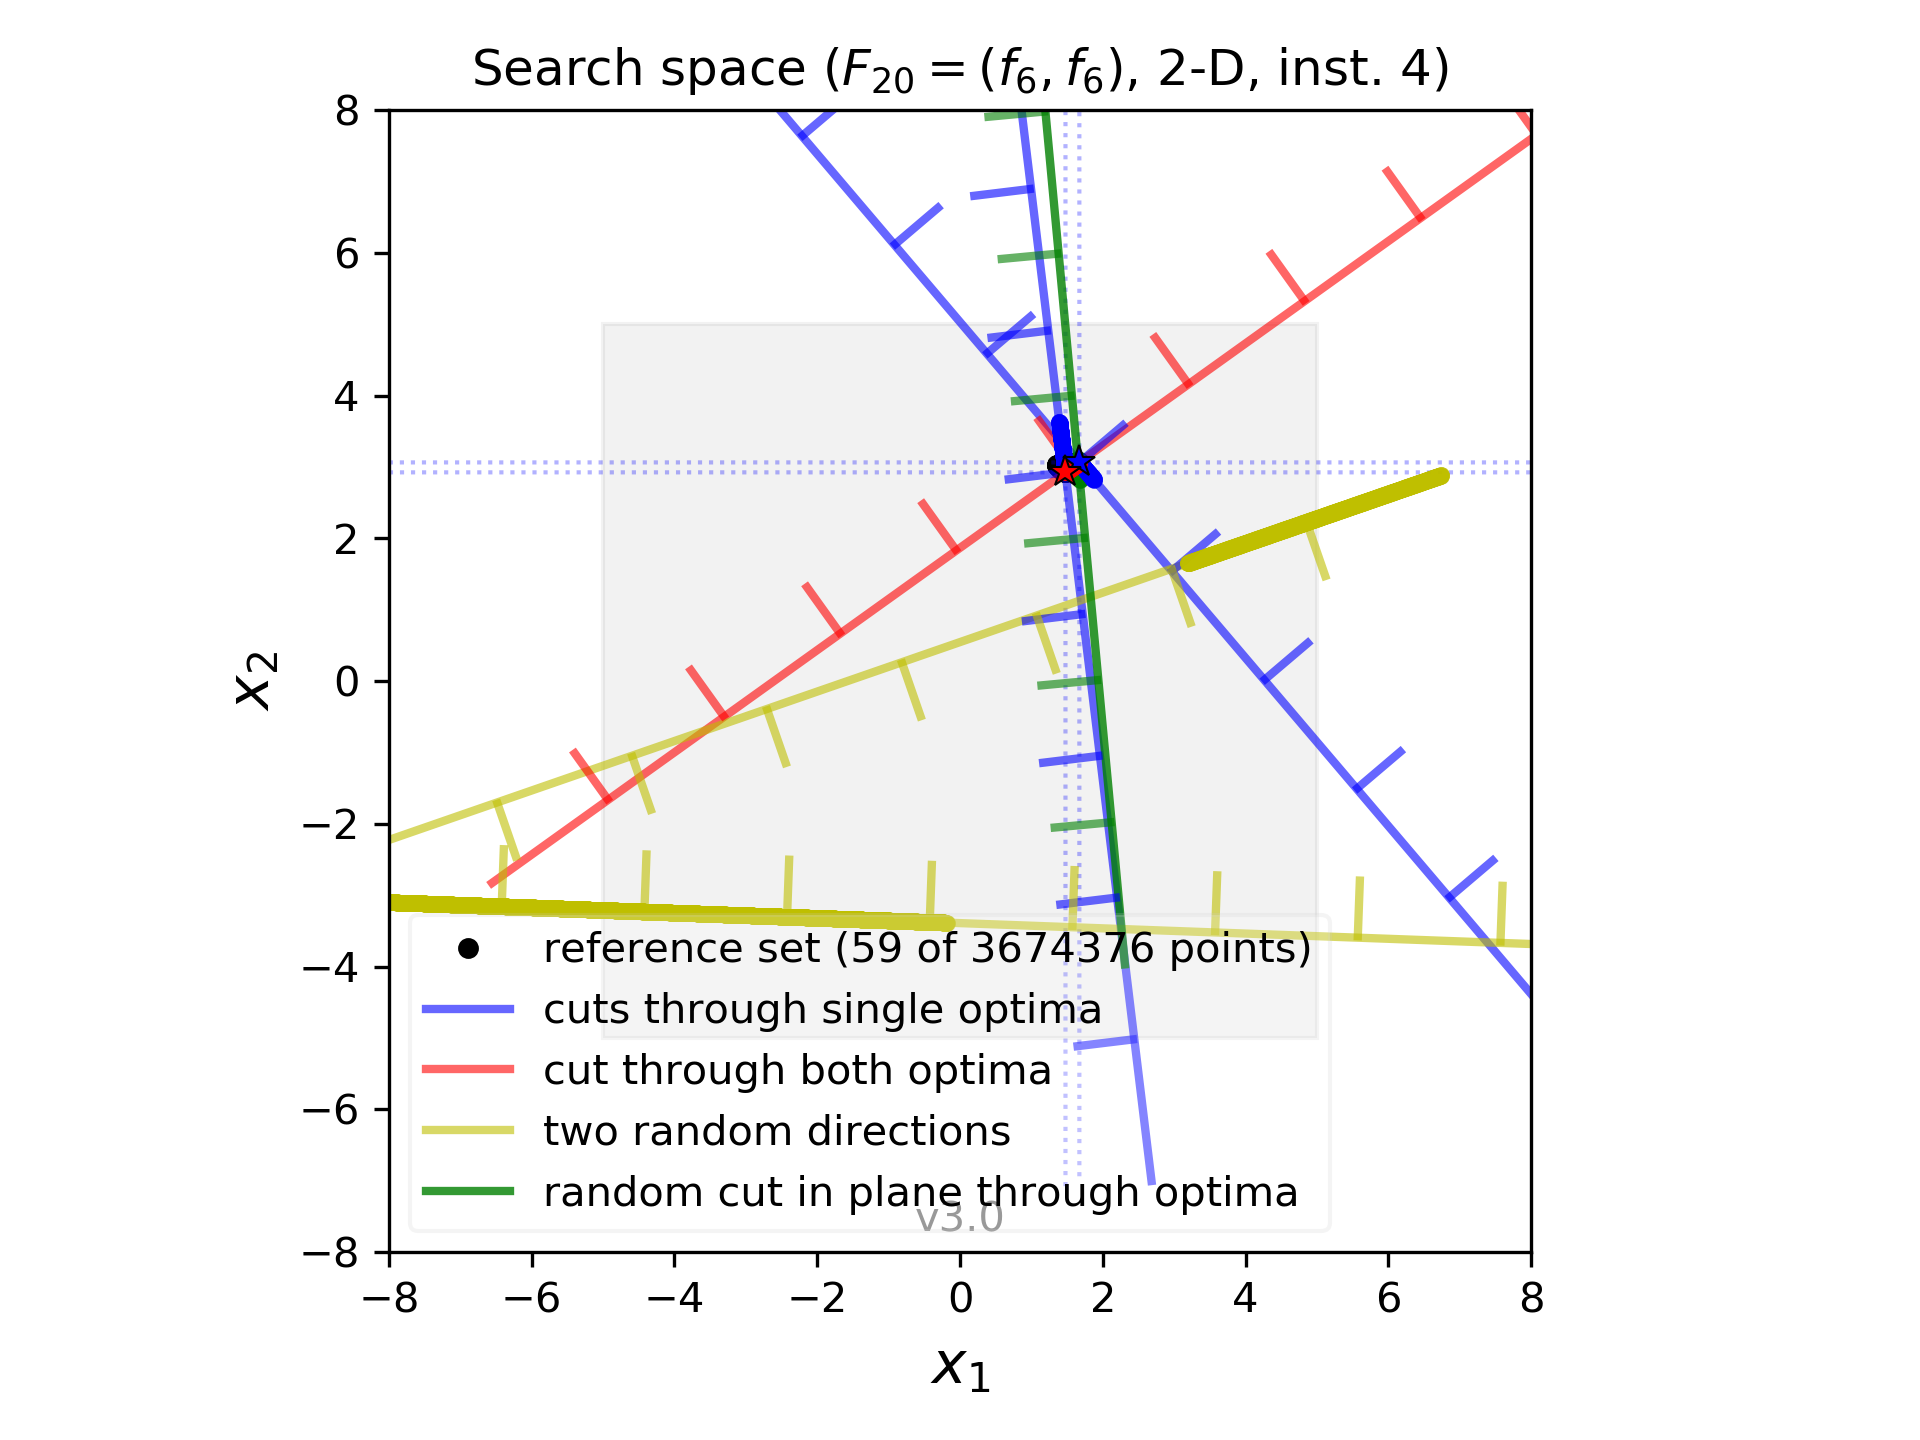 Search space (F₂₀ = (f₆, f₆), 2-D, inst. 4)
8
6
4
2
0
−2
−4
−6
−8
x₂
reference set (59 of 3674376 points)
cuts through single optima
cut through both optima
two random directions
random cut in plane through optima
v3.0
−8 −6 −4 −2 0 2 4 6 8
x₁